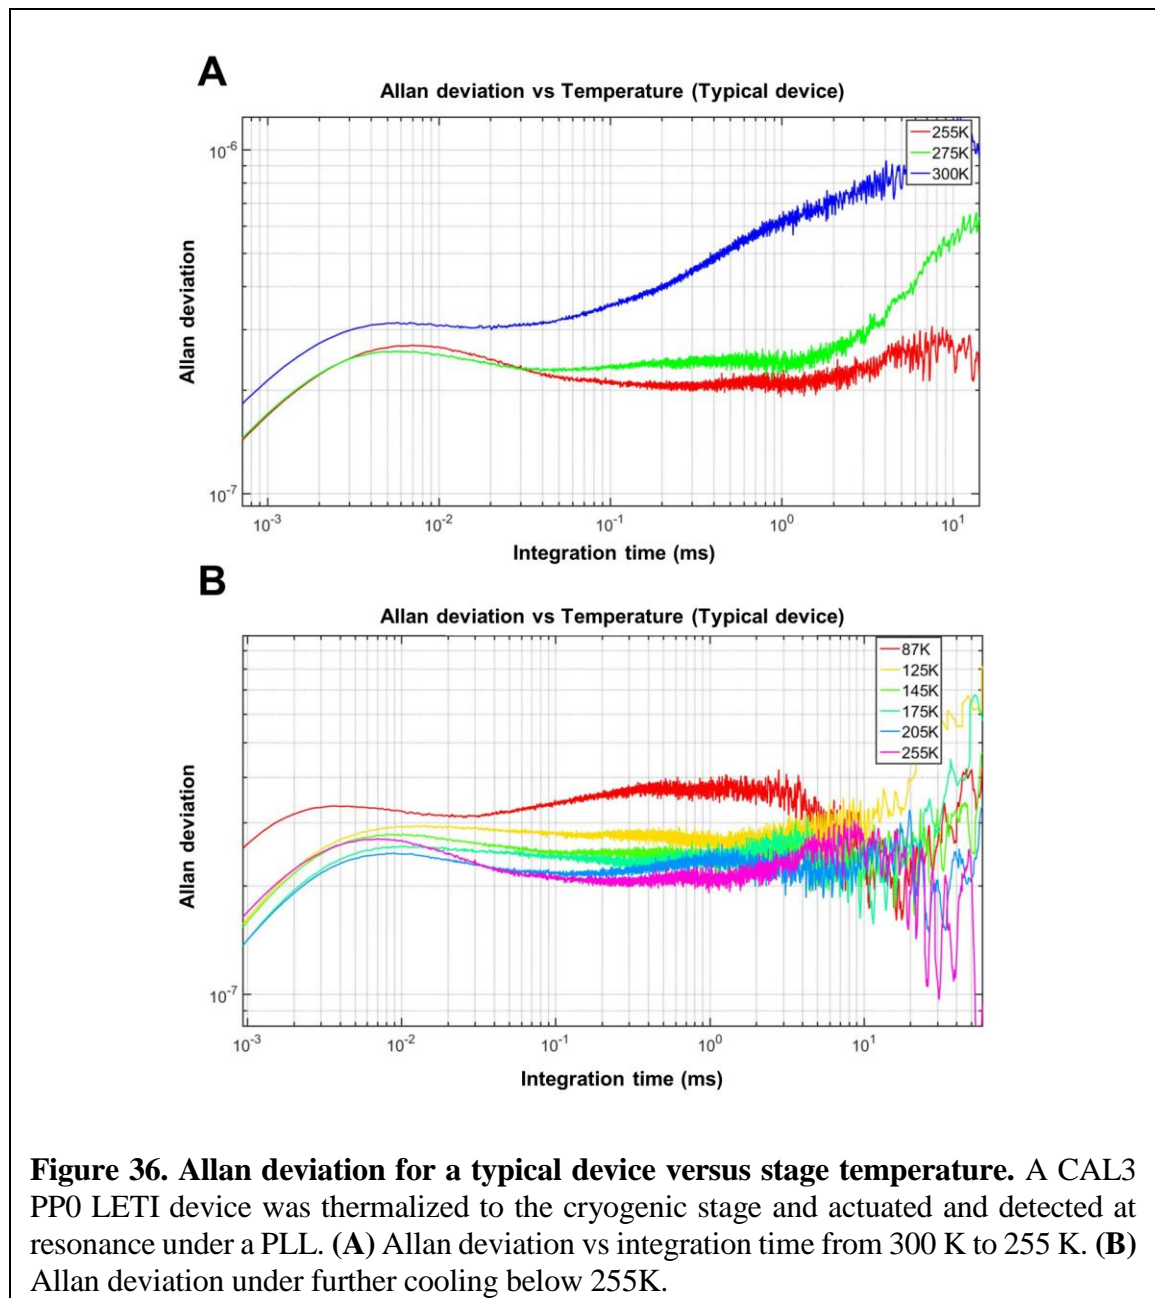 A
Allan deviation vs Temperature (Typical device)
255K
275K
300K
10^-6
10^-7
Allan deviation
10^-3 10^-2 10^-1 10^0 10^1
Integration time (ms)
B
Allan deviation vs Temperature (Typical device)
87K
125K
145K
175K
205K
255K
10^-7
Allan deviation
10^-3 10^-2 10^-1 10^0 10^1
Integration time (ms)
Figure 36. Allan deviation for a typical device versus stage temperature. A CAL3
PP0 LETI device was thermalized to the cryogenic stage and actuated and detected at
resonance under a PLL. (A) Allan deviation vs integration time from 300 K to 255 K. (B)
Allan deviation under further cooling below 255K.